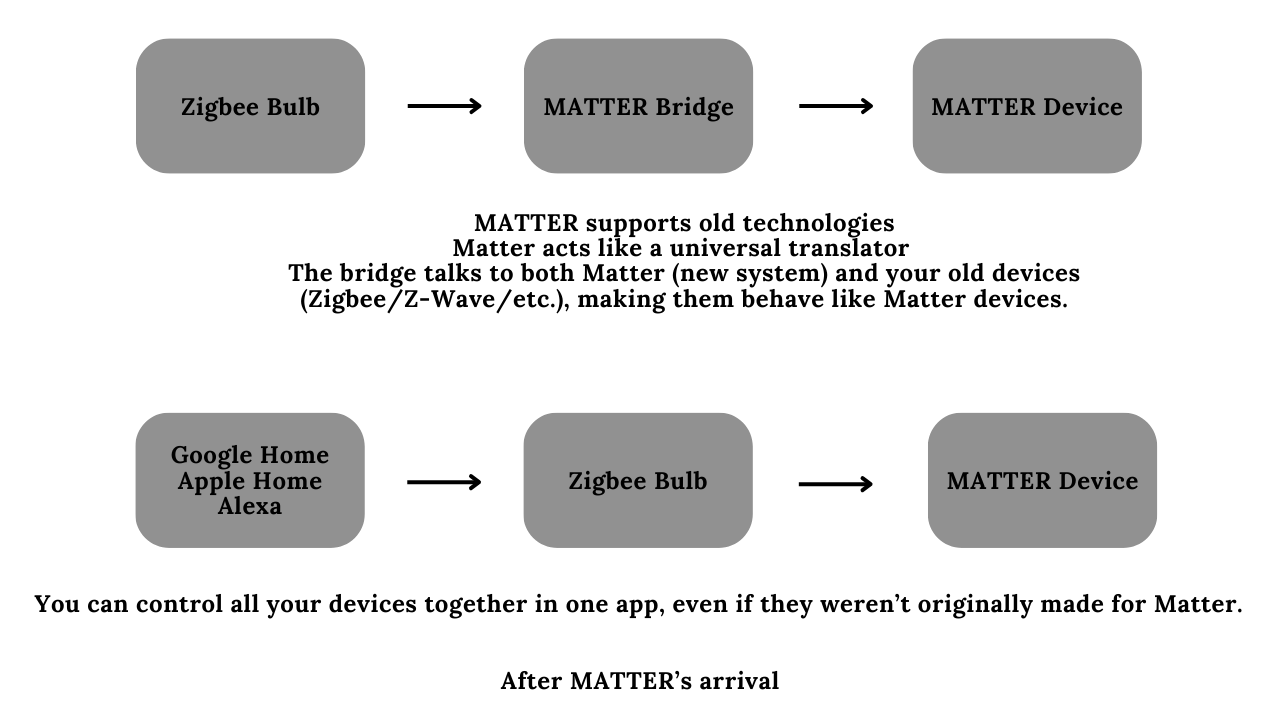 Zigbee Bulb
MATTER Bridge
MATTER Device
MATTER supports old technologies
Matter acts like a universal translator
The bridge talks to both Matter (new system) and your old devices
(Zigbee/Z-Wave/etc.), making them behave like Matter devices.
Google Home
Apple Home
Alexa
Zigbee Bulb
MATTER Device
You can control all your devices together in one app, even if they weren’t originally made for Matter.
After MATTER’s arrival